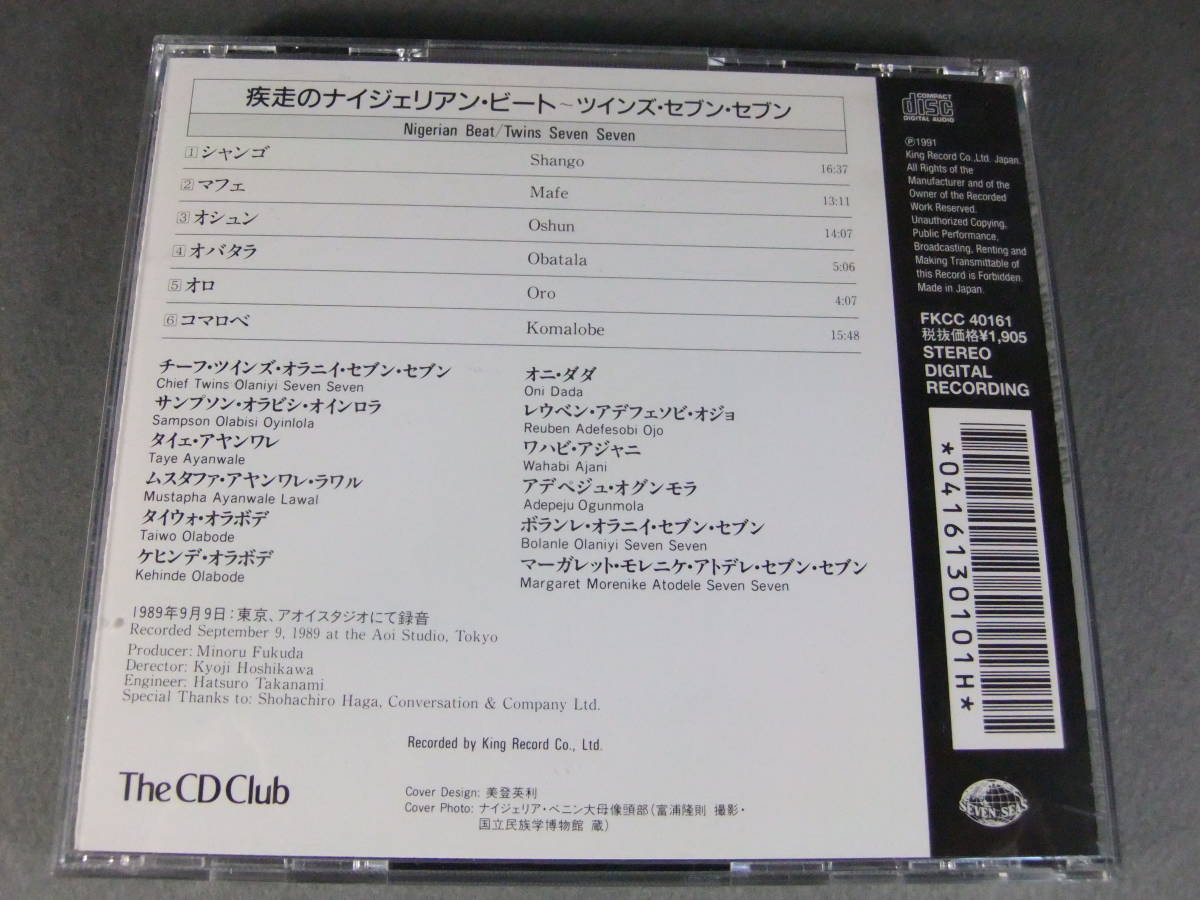 疾走のナイジェリアン・ビート～ツインズ・セブン・セブン
Nigerian Beat/Twins Seven Seven
1 シャンゴ Shango 16:37
2 マフェ Mafe 13:11
3 オシュン Oshun 14:07
4 オバタラ Obatala 5:06
5 オロ Oro 4:07
6 コマロベ Komalobe 15:48
チーフ・ツインズ・オラニイ・セブン・セブン
Chief Twins Olaniyi Seven Seven
サンプソン・オラビシ・オインロラ
Sampson Olabisi Oyinlola
タイェ・アヤンワレ
Taye Ayanwale
ムスタファ・アヤンワレ・ラワル
Mustapha Ayanwale Lawal
タイウォ・オラボデ
Taiwo Olabode
ケヒンデ・オラボデ
Kehinde Olabode
オニ・ダダ
Oni Dada
レウベン・アデフェソビ・オジョ
Reuben Adefesobi Ojo
ワハビ・アジャニ
Wahabi Ajani
アデペジュ・オグンモラ
Adepeju Ogunmola
ボランレ・オラニイ・セブン・セブン
Bolanle Olaniyi Seven Seven
マーガレット・モレニケ・アトデレ・セブン・セブン
Margaret Morenike Atodele Seven Seven
1989年9月9日：東京、アオイスタジオにて録音
Recorded September 9, 1989 at the Aoi Studio, Tokyo
Producer: Minoru Fukuda
Derector: Kyoji Hoshikawa
Engineer: Hatsuro Takanami
Special Thanks to: Shohachiro Haga, Conversation & Company Ltd.
Recorded by King Record Co., Ltd.
The CD Club
Cover Design: 美登英利
Cover Photo: ナイジェリア・ベニン大母像頭部(富浦隆則 撮影・
国立民族学博物館 蔵)
COMPACT
disc
DIGITAL AUDIO
Ⓟ1991
King Record Co.,Ltd. Japan.
All Rights of the
Manufacturer and of the
Owner of the Recorded
Work Reserved.
Unauthorized Copying,
Public Performance,
Broadcasting, Renting and
Making Transmittable of
this Record is Forbidden.
Made in Japan.
FKCC 40161
税抜価格¥1,905
STEREO
DIGITAL
RECORDING
*0416130101H*
SEVEN SEAS